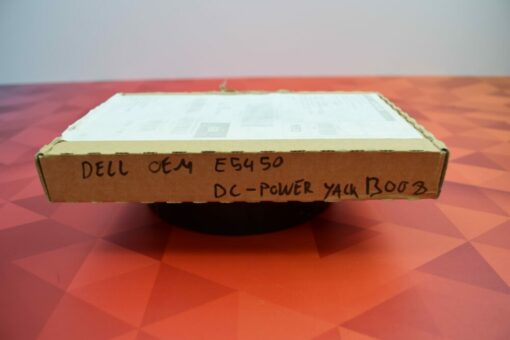 DELL OEM E5450
DC-POWER YACK B008